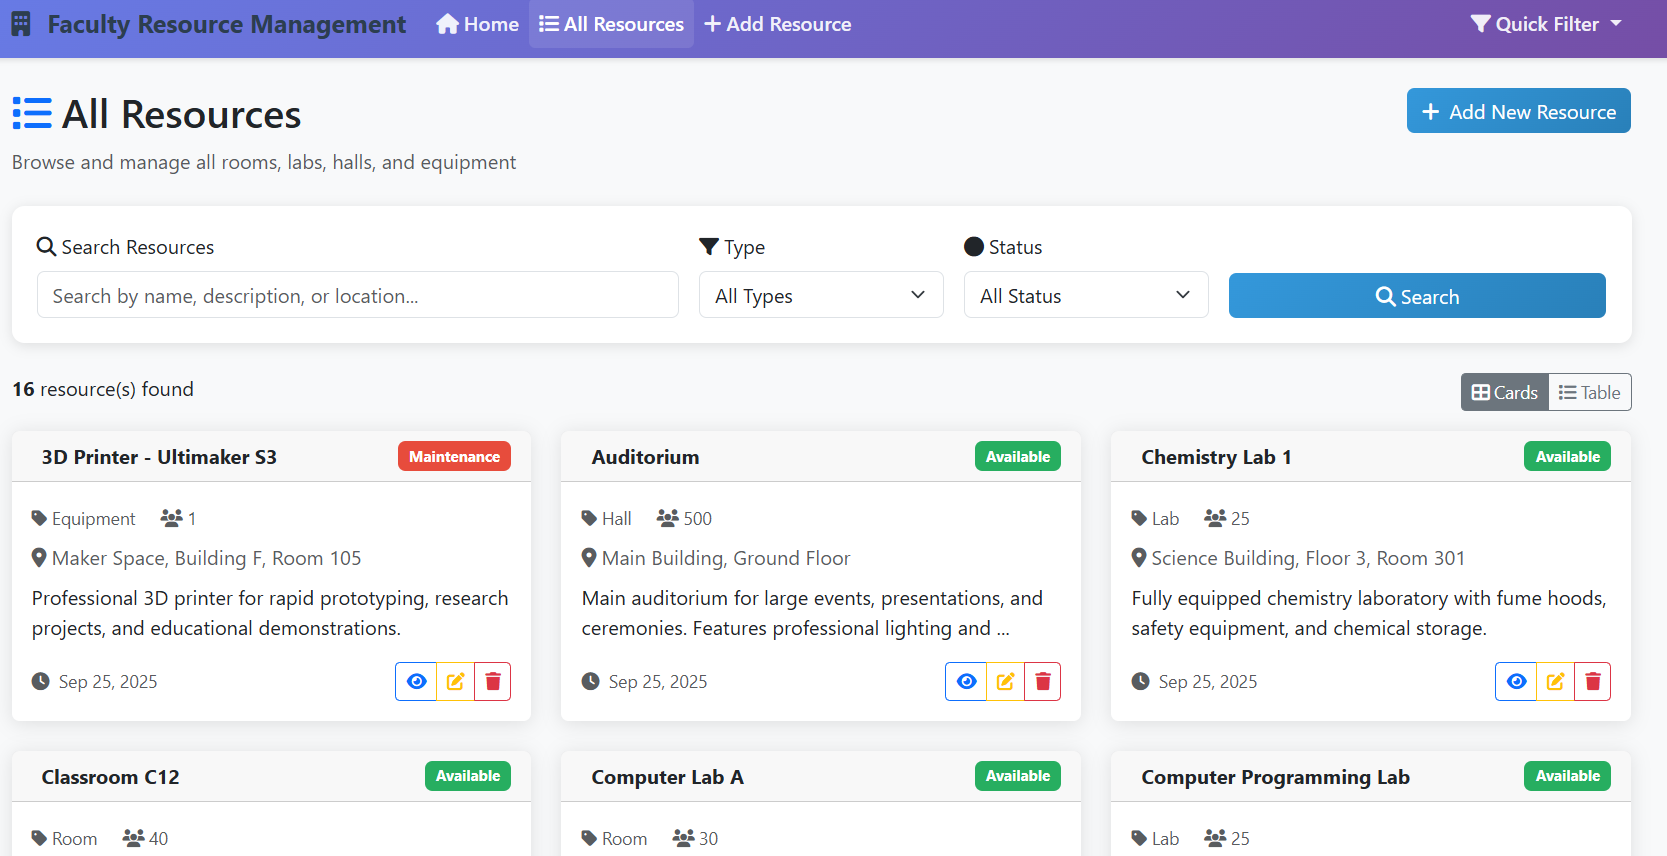 Faculty Resource Management Home All Resources Add Resource Quick Filter
All Resources
Add New Resource
Browse and manage all rooms, labs, halls, and equipment
Search Resources Type Status
Search by name, description, or location... All Types All Status Search
16 resource(s) found
Cards Table
3D Printer - Ultimaker S3 Maintenance
Equipment 1
Maker Space, Building F, Room 105
Professional 3D printer for rapid prototyping, research
projects, and educational demonstrations.
Sep 25, 2025
Auditorium Available
Hall 500
Main Building, Ground Floor
Main auditorium for large events, presentations, and
ceremonies. Features professional lighting and ...
Sep 25, 2025
Chemistry Lab 1 Available
Lab 25
Science Building, Floor 3, Room 301
Fully equipped chemistry laboratory with fume hoods,
safety equipment, and chemical storage.
Sep 25, 2025
Classroom C12 Available
Room 40
Computer Lab A Available
Room 30
Computer Programming Lab Available
Lab 25